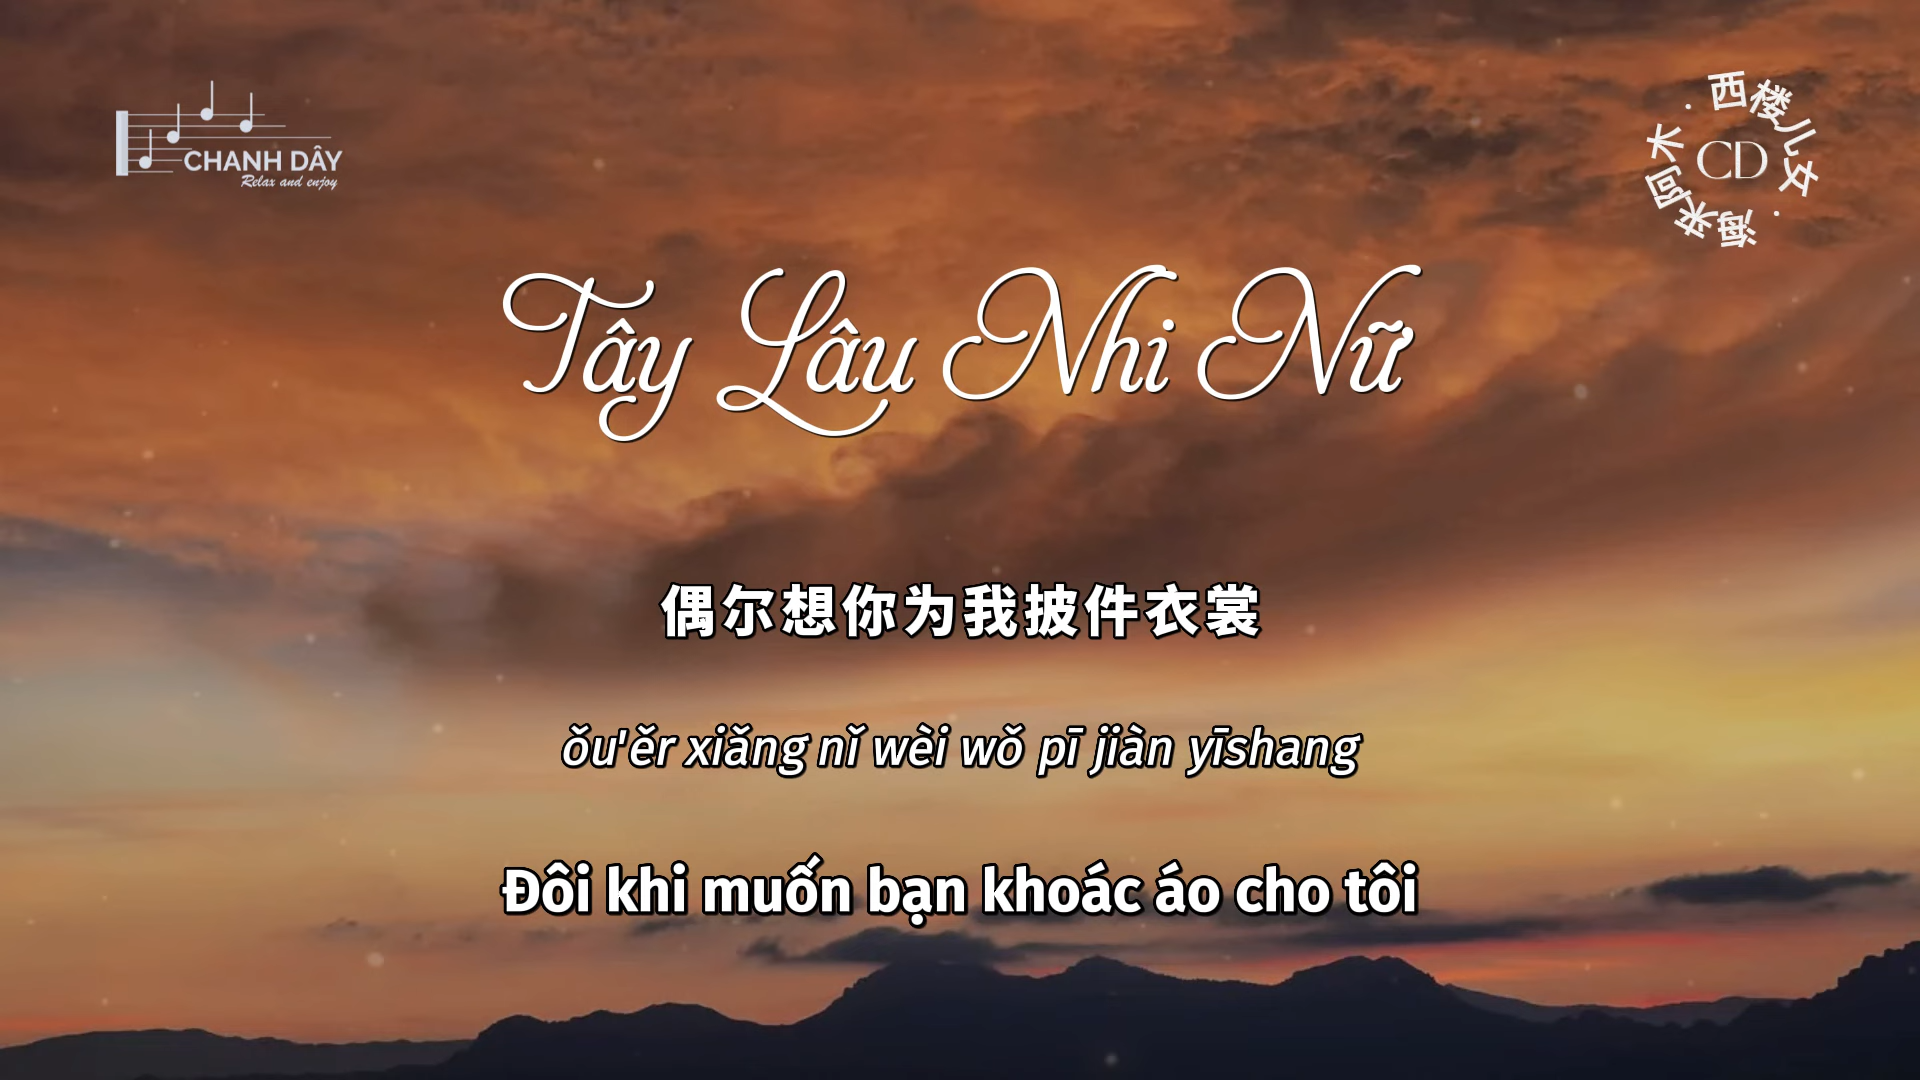 CHANH DÂY
Relax and enjoy
· 西楼儿女 · 海来阿木
CD
Tây Lâu Nhi Nữ
偶尔想你为我披件衣裳
ǒu'ěr xiǎng nǐ wèi wǒ pī jiàn yīshang
Đôi khi muốn bạn khoác áo cho tôi